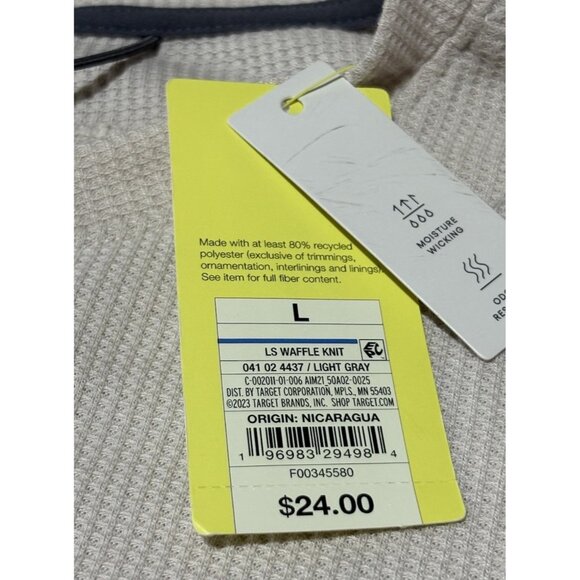 Made with at least 80% recycled
polyester (exclusive of trimmings,
ornamentation, interlinings and linings).
See item for full fiber content.
L
LS WAFFLE KNIT
041 02 4437 / LIGHT GRAY
C-002011-01-006 AIM21_50A02-0025
DIST. BY TARGET CORPORATION, MPLS., MN 55403
©2023 TARGET BRANDS, INC. SHOP TARGET.COM
ORIGIN: NICARAGUA
1 96983 29498 4
F00345580
$24.00
MOISTURE
WICKING